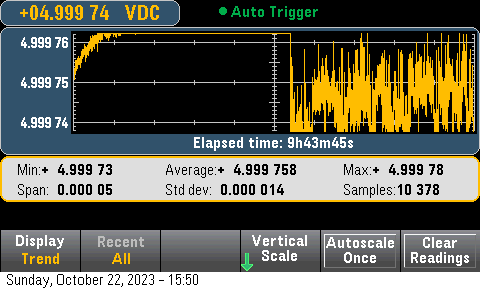 +04.999 74 VDC
Auto Trigger
4.999 76
4.999 75
4.999 74
Elapsed time: 9h43m45s
Min:+ 4.999 73 Average:+ 4.999 758 Max:+ 4.999 78
Span: 0.000 05 Std dev: 0.000 014 Samples:10 378
Display Recent Vertical Autoscale Clear
Trend All Scale Once Readings
Sunday, October 22, 2023 - 15:50